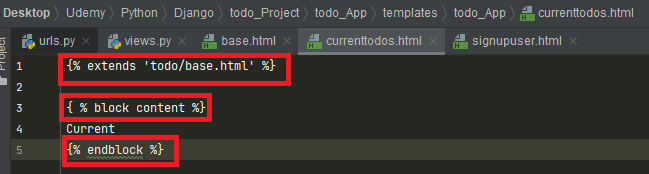 Desktop Udemy Python Django todo_Project todo_App templates todo_App currenttodos.html
Project
urls.py views.py base.html currenttodos.html signupuser.html
1 {% extends 'todo/base.html' %}
2
3 { % block content %}
4 Current
5 {% endblock %}